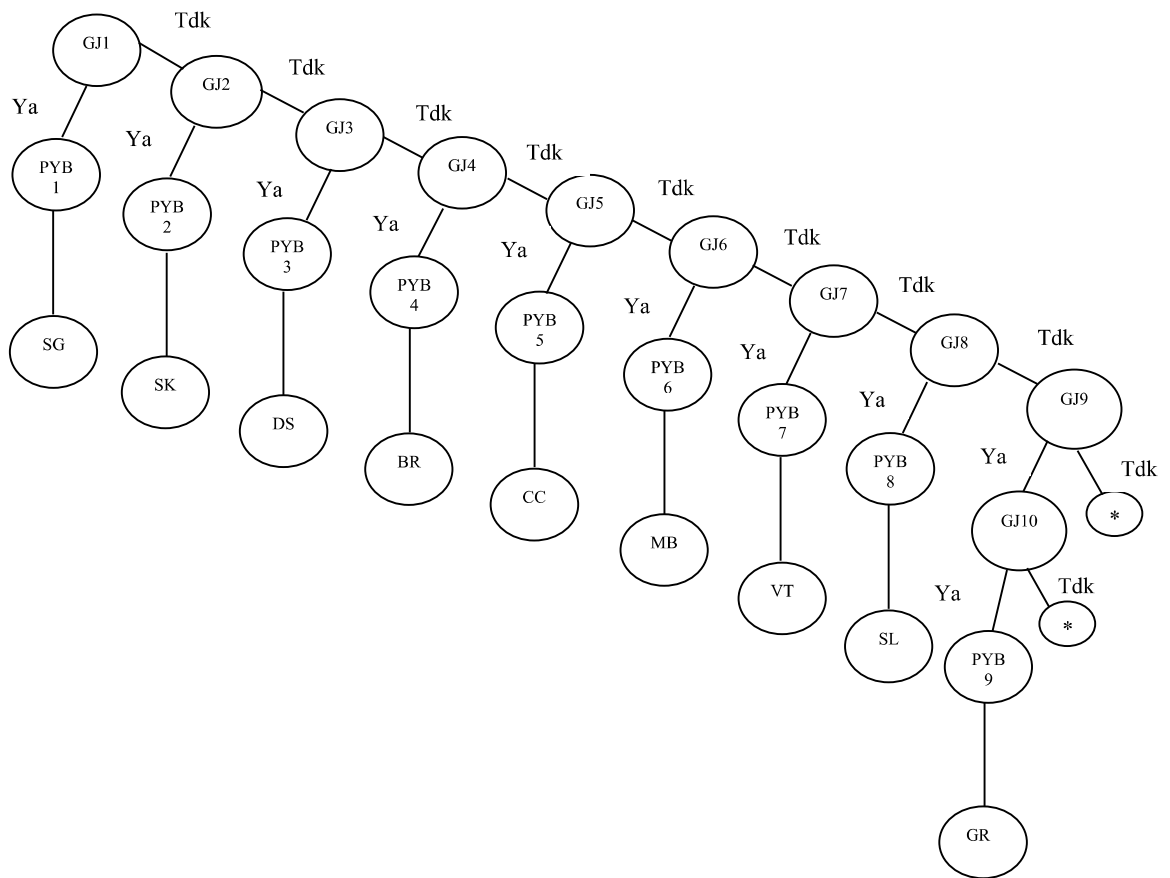 GJ1
Tdk
GJ2
Tdk
GJ3
Tdk
GJ4
Tdk
GJ5
Tdk
GJ6
Tdk
GJ7
Tdk
GJ8
Tdk
GJ9
Tdk
*
Ya
PYB
1
SG
Ya
PYB
2
SK
Ya
PYB
3
DS
Ya
PYB
4
BR
Ya
PYB
5
CC
Ya
PYB
6
MB
Ya
PYB
7
VT
Ya
PYB
8
SL
Ya
GJ10
Tdk
*
Ya
PYB
9
GR